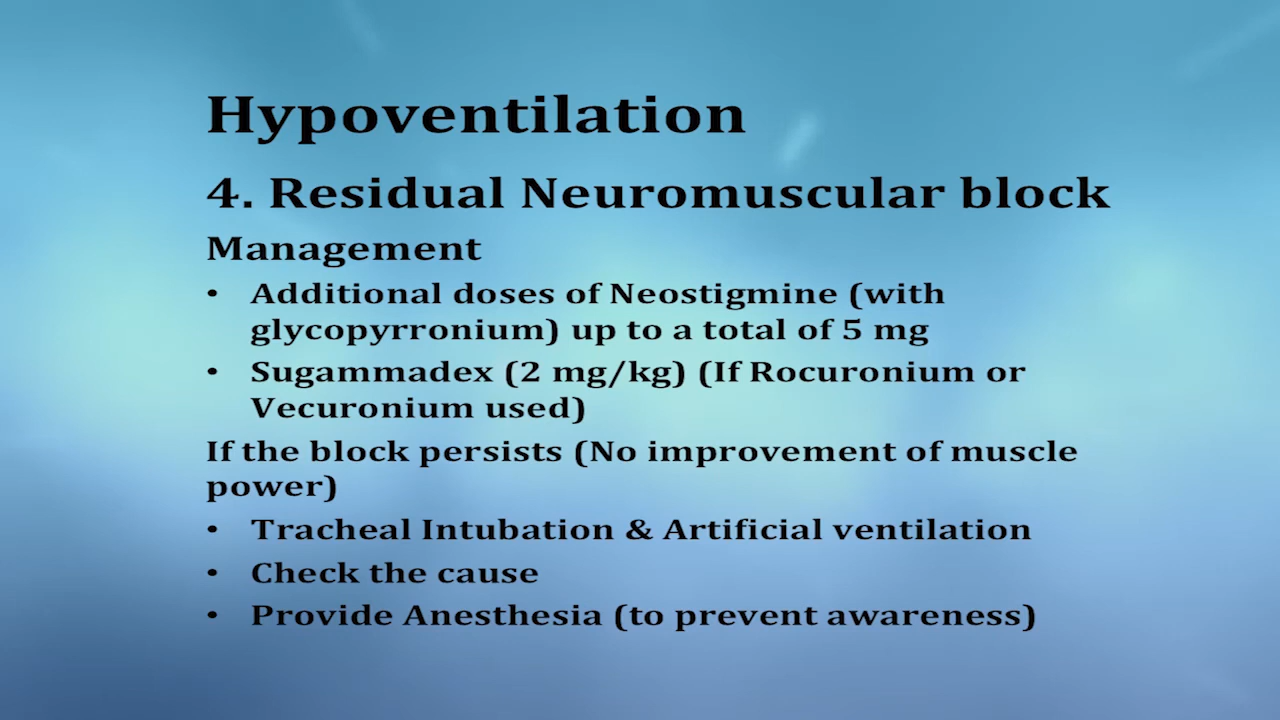 Hypoventilation
4. Residual Neuromuscular block
Management
• Additional doses of Neostigmine (with
glycopyrronium) up to a total of 5 mg
• Sugammadex (2 mg/kg) (If Rocuronium or
Vecuronium used)
If the block persists (No improvement of muscle
power)
• Tracheal Intubation & Artificial ventilation
• Check the cause
• Provide Anesthesia (to prevent awareness)